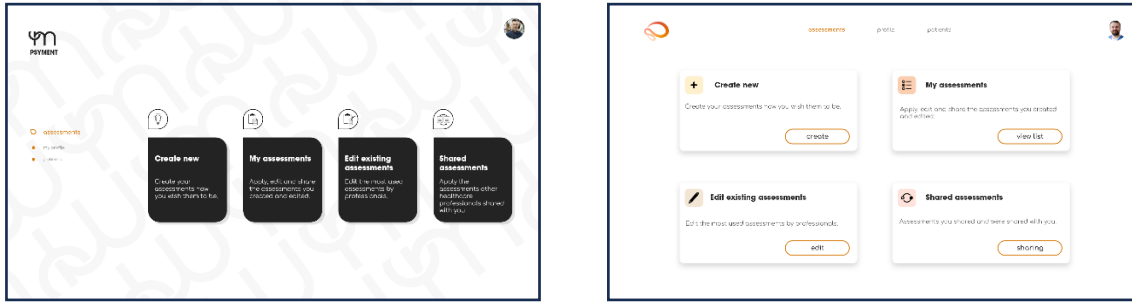 PSYMENT
assessments
my profile
patients
Create new
Create your
assessments how
you wish them to be.
My assessments
Apply, edit and share
the assessments you
created and edited.
Edit existing
assessments
Edit the most used
assessments by
professionals.
Shared
assessments
Apply the
assessments other
healthcare
professionals shared
with you
assessments
profile
patients
Create new
Create your assessments how you wish them to be.
create
My assessments
Apply, edit and share the assessments you created
and edited.
view list
Edit existing assessments
Edit the most used assessments by professionals.
edit
Shared assessments
Assessments you shared and were shared with you.
sharing